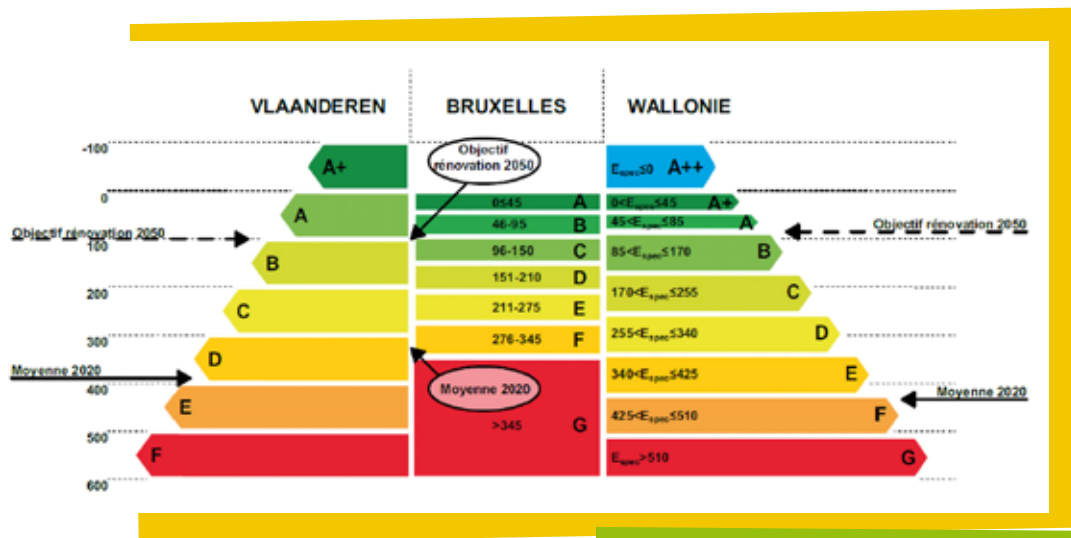 VLAANDEREN BRUXELLES WALLONIE
-100
0
100
200
300
400
500
600
Objectif rénovation 2050
Moyenne 2020
A+
A
B
C
D
E
F
Objectif
rénovation 2050
0≤45 A
46-95 B
96-150 C
151-210 D
211-275 E
276-345 F
Moyenne 2020
>345 G
Espec≤0 A++
0<Espec≤45 A+
45<Espec≤85 A
85<Espec≤170 B
170<Espec≤255 C
255<Espec≤340 D
340<Espec≤425 E
425<Espec≤510 F
Espec>510 G
Objectif rénovation 2050
Moyenne 2020